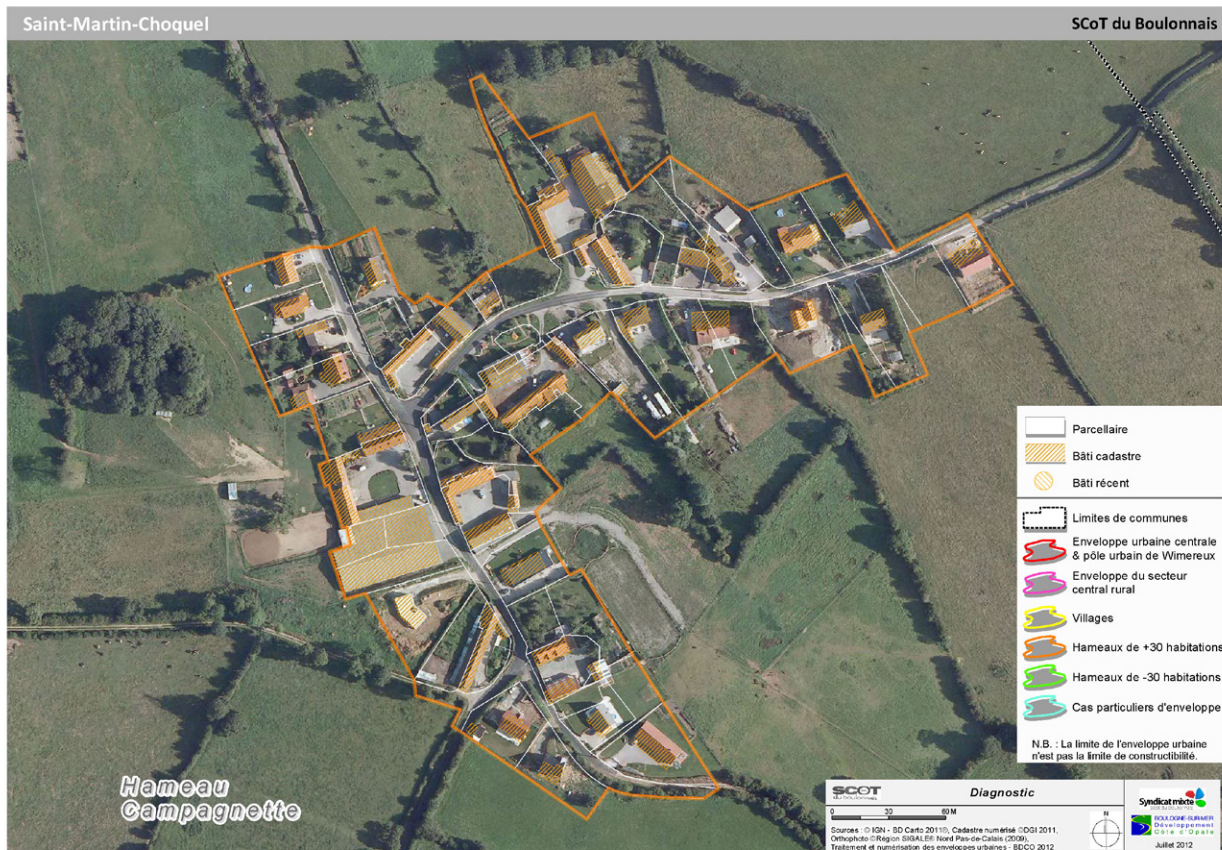 Saint-Martin-Choquel
SCoT du Boulonnais
Parcellaire
Bâti cadastre
Bâti récent
Limites de communes
Enveloppe urbaine centrale
& pôle urbain de Wimereux
Enveloppe du secteur
central rural
Villages
Hameaux de +30 habitations
Hameaux de -30 habitations
Cas particuliers d'enveloppe
N.B. : La limite de l'enveloppe urbaine
n'est pas la limite de constructibilité.
Hameau
Campagnette
SCOT
du boulonnais
Diagnostic
0 30 60 M
Sources : © IGN - BD Carto 2011®, Cadastre numérisé ©DGI 2011,
Orthophoto ©Région SIGALE® Nord Pas-de-Calais (2009),
Traitement et numérisation des enveloppes urbaines - BDCO 2012
N
Syndicat mixte
BOULOGNE-SUR-MER
Développement
Côte d'Opale
Juillet 2012